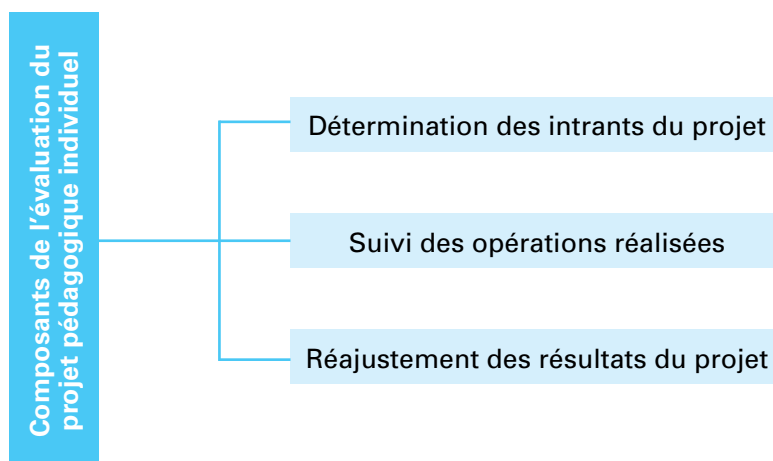 Composants de l'évaluation du
projet pédagogique individuel
Détermination des intrants du projet
Suivi des opérations réalisées
Réajustement des résultats du projet